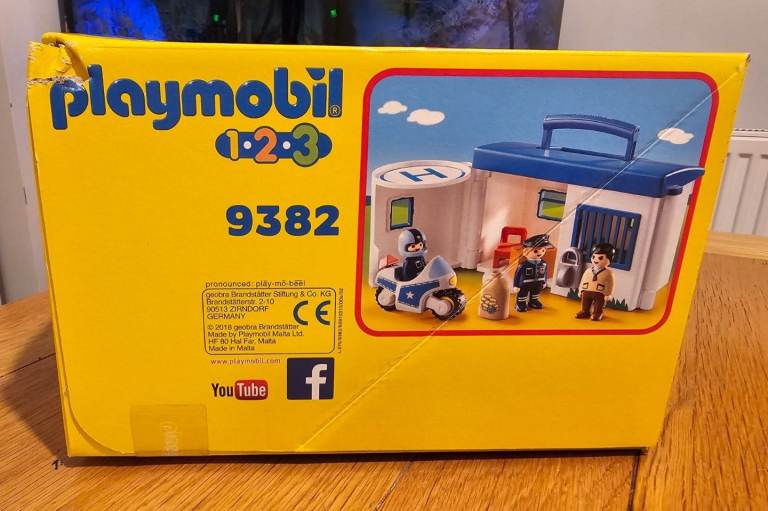 playmobil®
1·2·3
9382
H
pronounced: plāy-mō-bēēl
geobra Brandstätter Stiftung & Co. KG
Brandstätterstr. 2-10
90513 ZIRNDORF
GERMANY
CE
© 2018 geobra Brandstätter
Made by Playmobil Malta Ltd.
HF 80 Hal Far, Malta
Made in Malta
www.playmobil.com
YouTube
f